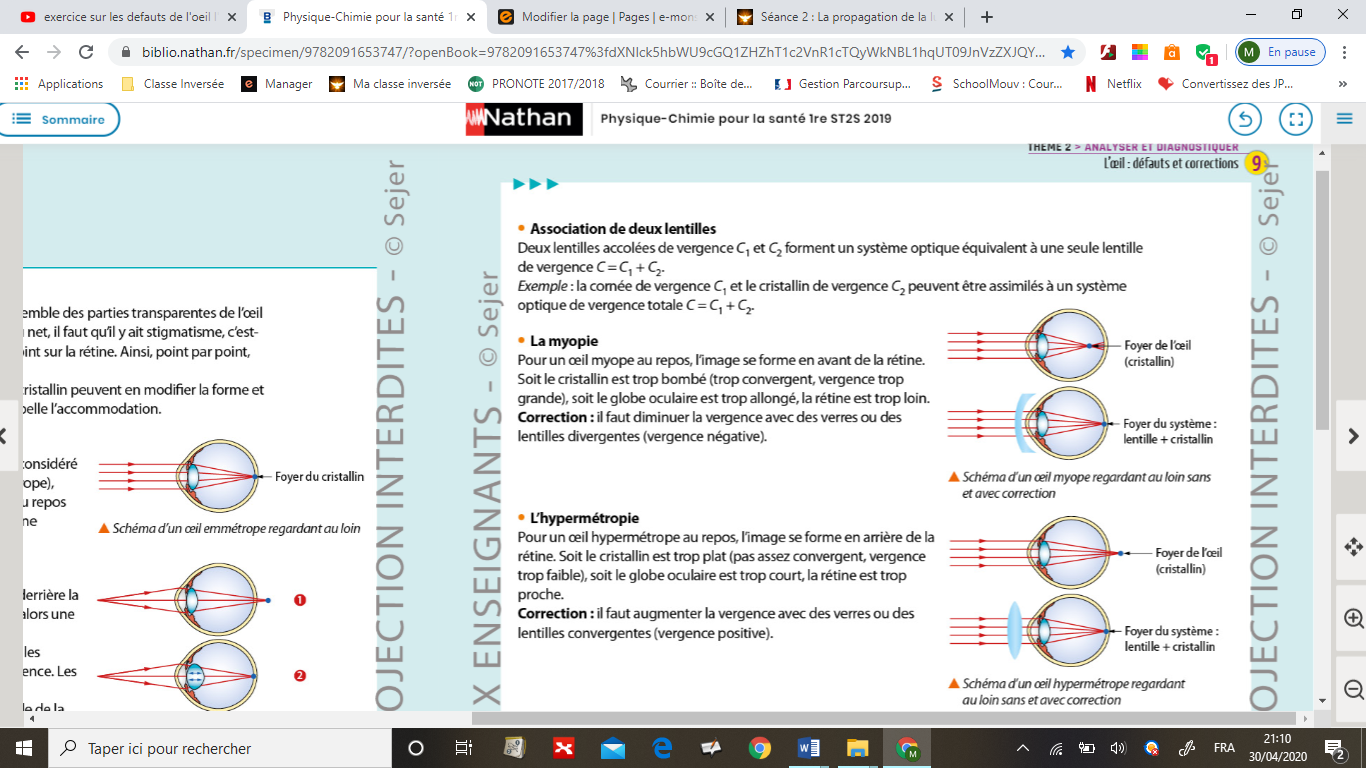 exercice sur les defauts de l'oeil
Physique-Chimie pour la santé 1r
Modifier la page | Pages | e-mons
Séance 2 : La propagation de la l
biblio.nathan.fr/specimen/9782091653747/?openBook=9782091653747%3fdXNlck5hbWU9cGQ1ZHZhT1c2VnR1cTQyWkNBL1hqUT09JnVzZXJQY...
1
M En pause
Applications
Classe Inversée
Manager
Ma classe inversée
PRONOTE 2017/2018
Courrier :: Boîte de...
Gestion Parcoursup...
SchoolMouv : Cour...
Netflix
Convertissez des JP...
»
Sommaire
Nathan
Physique-Chimie pour la santé 1re ST2S 2019
THÈME 2 > ANALYSER ET DIAGNOSTIQUER
L'œil : défauts et corrections 9
emble des parties transparentes de l'œil
net, il faut qu'il y ait stigmatisme, c'est-
oint sur la rétine. Ainsi, point par point,
cristallin peuvent en modifier la forme et
pelle l'accommodation.
considéré
rope),
u repos
ne
Foyer du cristallin
▲ Schéma d'un œil emmétrope regardant au loin
derrière la
alors une
1
les
ence. Les
2
de de la
OJECTION INTERDITES - © Sejer
X ENSEIGNANTS - © Sejer
• Association de deux lentilles
Deux lentilles accolées de vergence C1 et C2 forment un système optique équivalent à une seule lentille
de vergence C = C1 + C2.
Exemple : la cornée de vergence C1 et le cristallin de vergence C2 peuvent être assimilés à un système
optique de vergence totale C = C1 + C2.
• La myopie
Pour un œil myope au repos, l'image se forme en avant de la rétine.
Soit le cristallin est trop bombé (trop convergent, vergence trop
grande), soit le globe oculaire est trop allongé, la rétine est trop loin.
Correction : il faut diminuer la vergence avec des verres ou des
lentilles divergentes (vergence négative).
Foyer de l'œil
(cristallin)
Foyer du système :
lentille + cristallin
▲ Schéma d'un œil myope regardant au loin sans
et avec correction
• L'hypermétropie
Pour un œil hypermétrope au repos, l'image se forme en arrière de la
rétine. Soit le cristallin est trop plat (pas assez convergent, vergence
trop faible), soit le globe oculaire est trop court, la rétine est trop
proche.
Correction : il faut augmenter la vergence avec des verres ou des
lentilles convergentes (vergence positive).
Foyer de l'œil
(cristallin)
Foyer du système :
lentille + cristallin
▲ Schéma d'un œil hypermétrope regardant
au loin sans et avec correction
OJECTION INTERDITES - © Sejer
Taper ici pour rechercher
FRA
21:10
30/04/2020
2